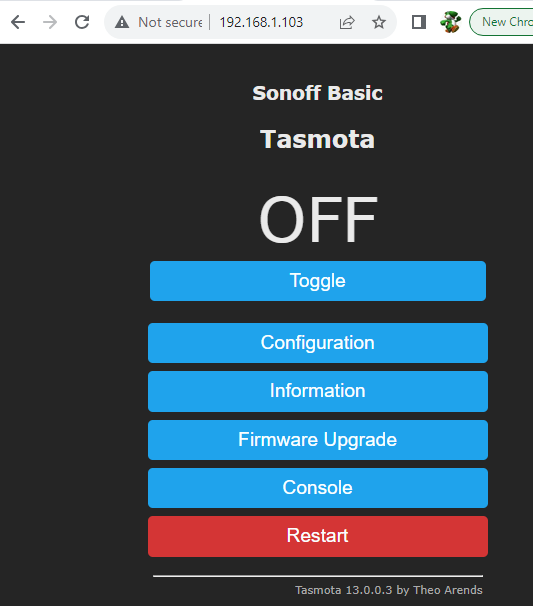 Not secure | 192.168.1.103
New Chro
Sonoff Basic
Tasmota
OFF
Toggle
Configuration
Information
Firmware Upgrade
Console
Restart
Tasmota 13.0.0.3 by Theo Arends